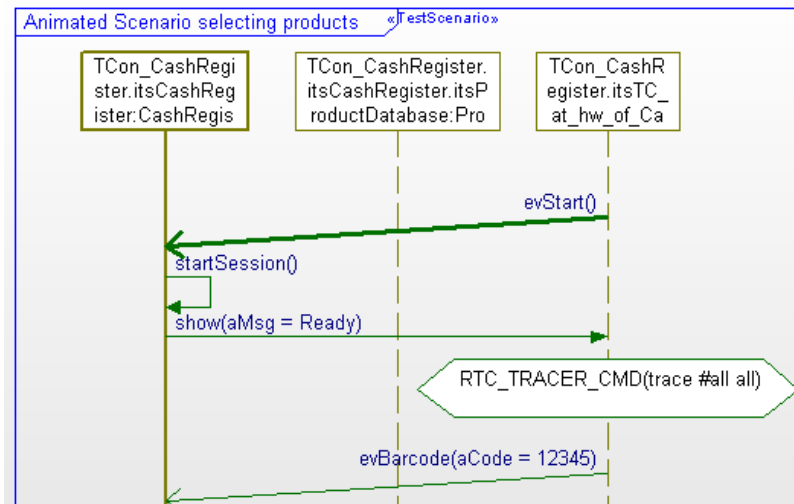 Animated Scenario selecting products
«TestScenario»
TCon_CashRegi
ster.itsCashReg
ister:CashRegis
TCon_CashRegister.
itsCashRegister.itsP
roductDatabase:Pro
TCon_CashR
egister.itsTC_
at_hw_of_Ca
evStart()
startSession()
show(aMsg = Ready)
RTC_TRACER_CMD(trace #all all)
evBarcode(aCode = 12345)